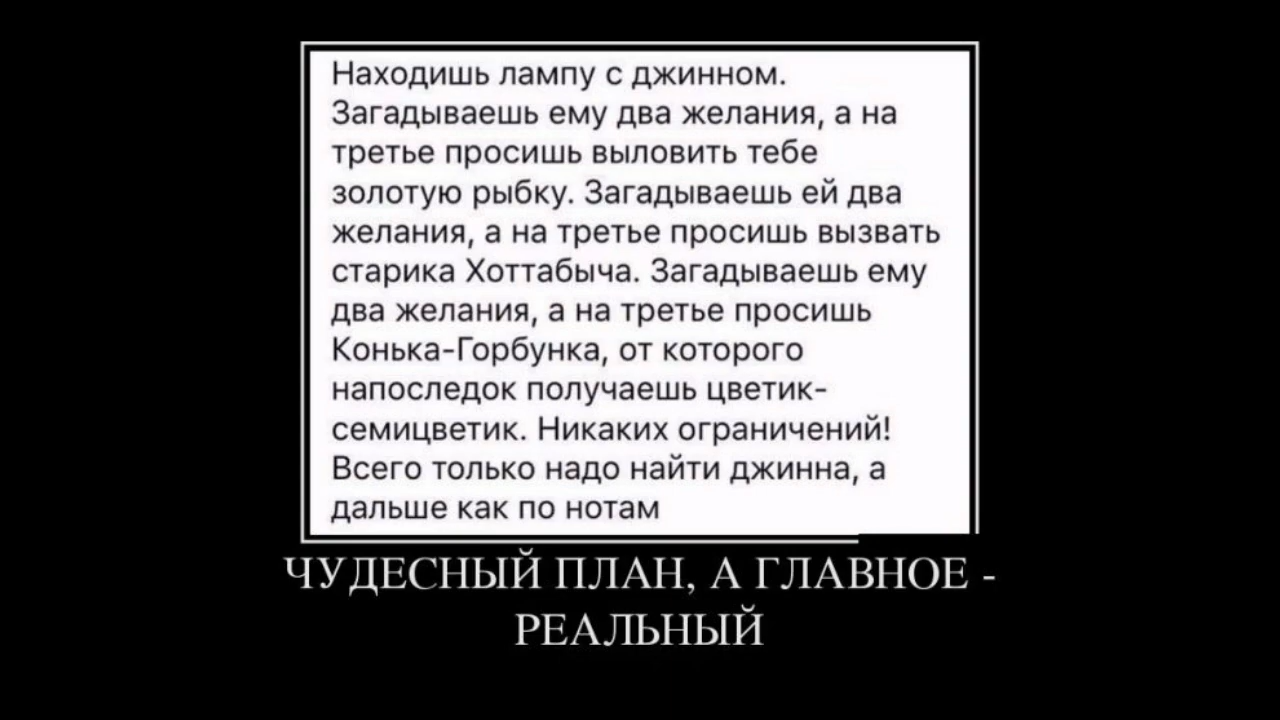 Находишь лампу с джинном.
Загадываешь ему два желания, а на
третье просишь выловить тебе
золотую рыбку. Загадываешь ей два
желания, а на третье просишь вызвать
старика Хоттабыча. Загадываешь ему
два желания, а на третье просишь
Конька-Горбунка, от которого
напоследок получаешь цветик-
семицветик. Никаких ограничений!
Всего только надо найти джинна, а
дальше как по нотам
ЧУДЕСНЫЙ ПЛАН, А ГЛАВНОЕ -
РЕАЛЬНЫЙ